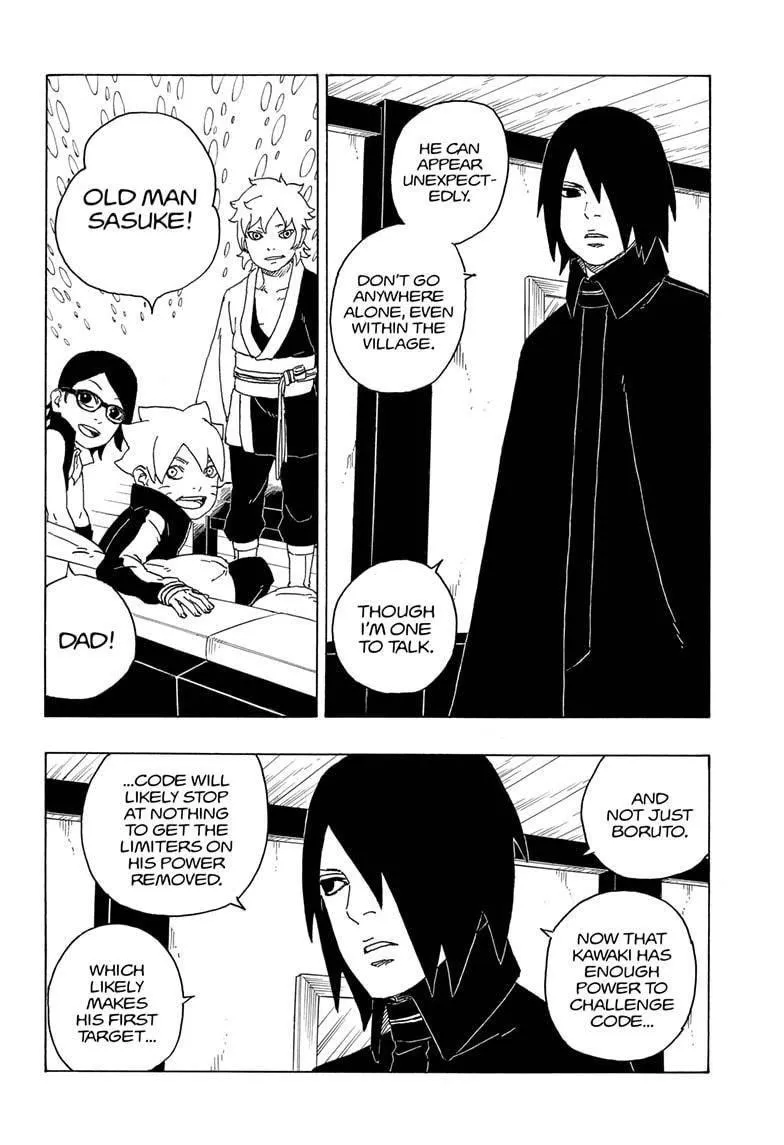 HE CAN
APPEAR
UNEXPECT-
EDLY.
DON'T GO
ANYWHERE
ALONE, EVEN
WITHIN THE
VILLAGE.
THOUGH
I'M ONE
TO TALK.
OLD MAN
SASUKE!
DAD!
AND
NOT JUST
BORUTO.
NOW THAT
KAWAKI HAS
ENOUGH
POWER TO
CHALLENGE
CODE...
...CODE WILL
LIKELY STOP
AT NOTHING
TO GET THE
LIMITERS ON
HIS POWER
REMOVED.
WHICH
LIKELY
MAKES
HIS FIRST
TARGET...